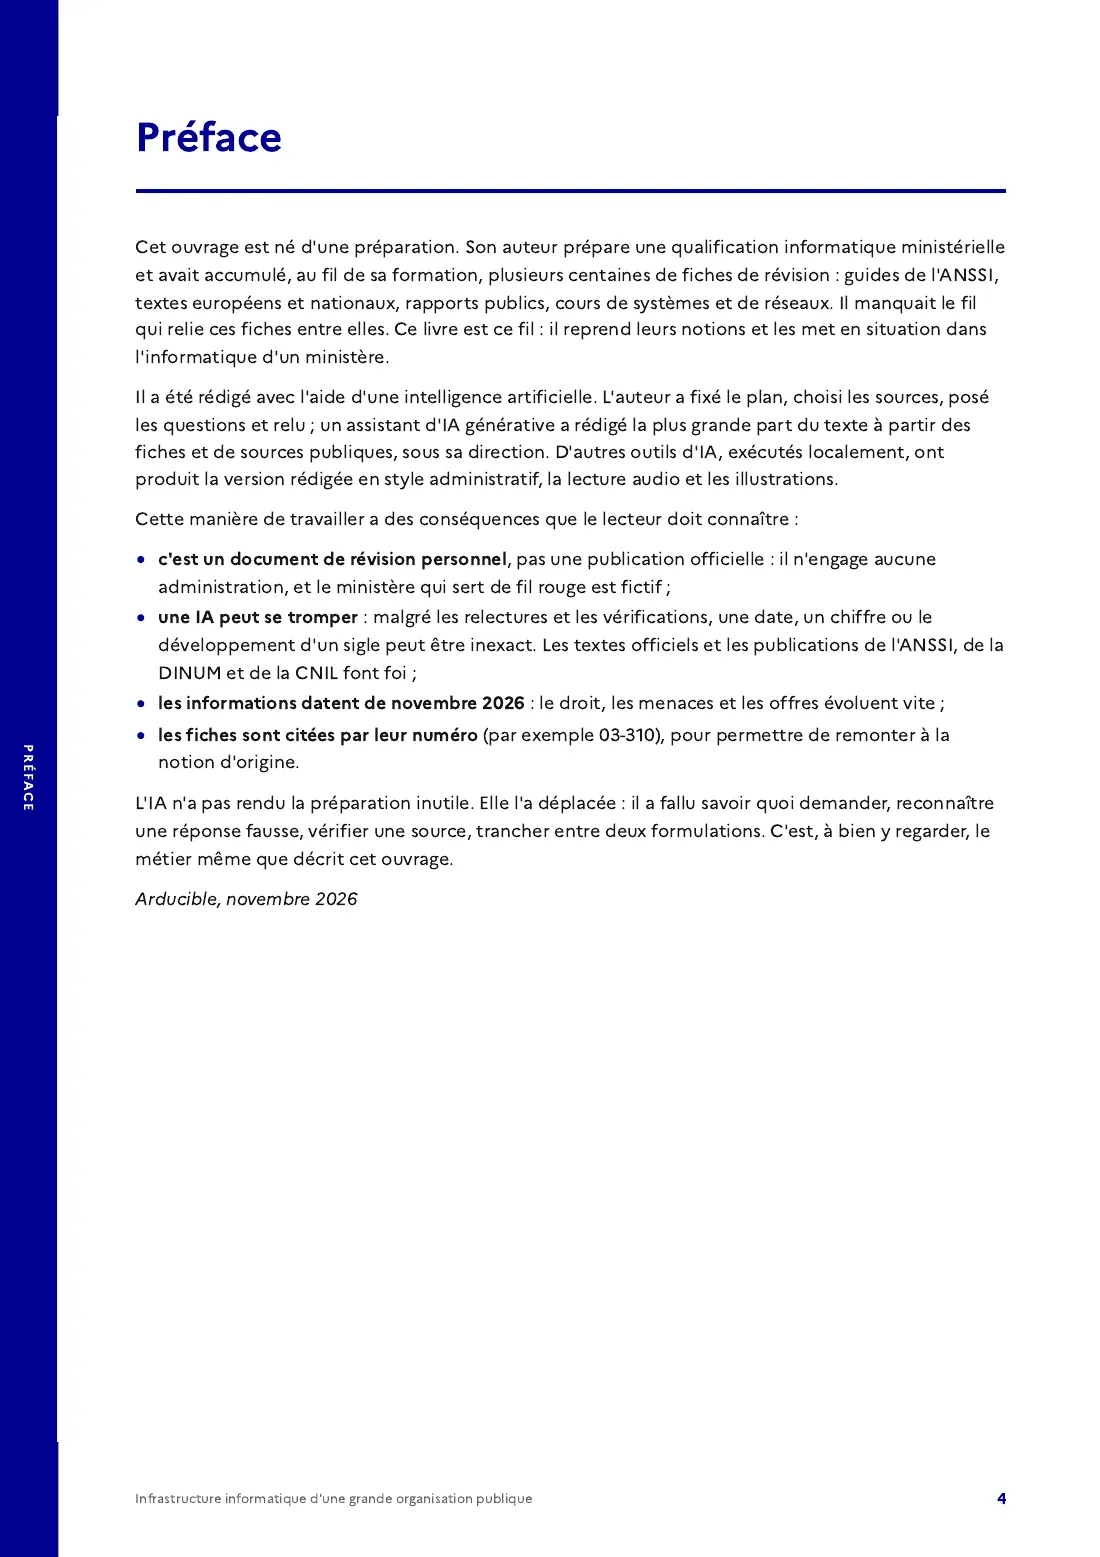 Préface
Cet ouvrage est né d'une préparation. Son auteur prépare une qualification informatique ministérielle
et avait accumulé, au fil de sa formation, plusieurs centaines de fiches de révision : guides de l'ANSSI,
textes européens et nationaux, rapports publics, cours de systèmes et de réseaux. Il manquait le fil
qui relie ces fiches entre elles. Ce livre est ce fil : il reprend leurs notions et les met en situation dans
l'informatique d'un ministère.
Il a été rédigé avec l'aide d'une intelligence artificielle. L'auteur a fixé le plan, choisi les sources, posé
les questions et relu ; un assistant d'IA générative a rédigé la plus grande part du texte à partir des
fiches et de sources publiques, sous sa direction. D'autres outils d'IA, exécutés localement, ont
produit la version rédigée en style administratif, la lecture audio et les illustrations.
Cette manière de travailler a des conséquences que le lecteur doit connaître :
• c'est un document de révision personnel, pas une publication officielle : il n'engage aucune
administration, et le ministère qui sert de fil rouge est fictif ;
• une IA peut se tromper : malgré les relectures et les vérifications, une date, un chiffre ou le
développement d'un sigle peut être inexact. Les textes officiels et les publications de l'ANSSI, de la
DINUM et de la CNIL font foi ;
• les informations datent de novembre 2026 : le droit, les menaces et les offres évoluent vite ;
• les fiches sont citées par leur numéro (par exemple 03-310), pour permettre de remonter à la
notion d'origine.
L'IA n'a pas rendu la préparation inutile. Elle l'a déplacée : il a fallu savoir quoi demander, reconnaître
une réponse fausse, vérifier une source, trancher entre deux formulations. C'est, à bien y regarder, le
métier même que décrit cet ouvrage.
Arducible, novembre 2026
PRÉFACE
Infrastructure informatique d'une grande organisation publique
4